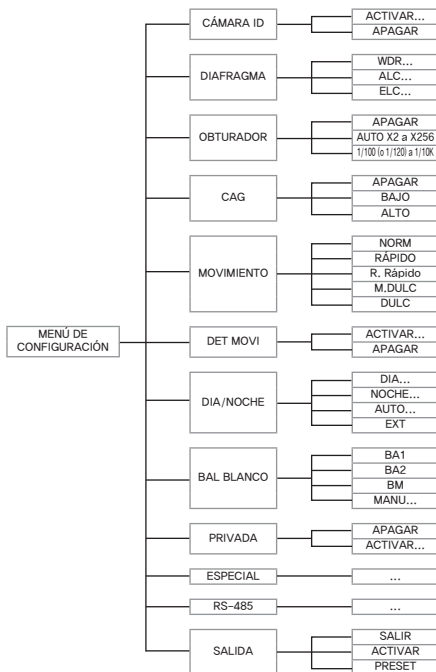 CÁMARA ID
ACTIVAR...
APAGAR
DIAFRAGMA
WDR...
ALC...
ELC...
OBTURADOR
APAGAR
AUTO X2 a X256
1/100 (o 1/120) a 1/10K
CAG
APAGAR
BAJO
ALTO
MOVIMIENTO
NORM
RÁPIDO
R. Rápido
M.DULC
DULC
MENÚ DE
CONFIGURACIÓN
DET MOVI
ACTIVAR...
APAGAR
DIA/NOCHE
DIA...
NOCHE...
AUTO...
EXT
BAL BLANCO
BA1
BA2
BM
MANU...
PRIVADA
APAGAR
ACTIVAR...
ESPECIAL
...
RS-485
...
SALIDA
SALIR
ACTIVAR
PRESET